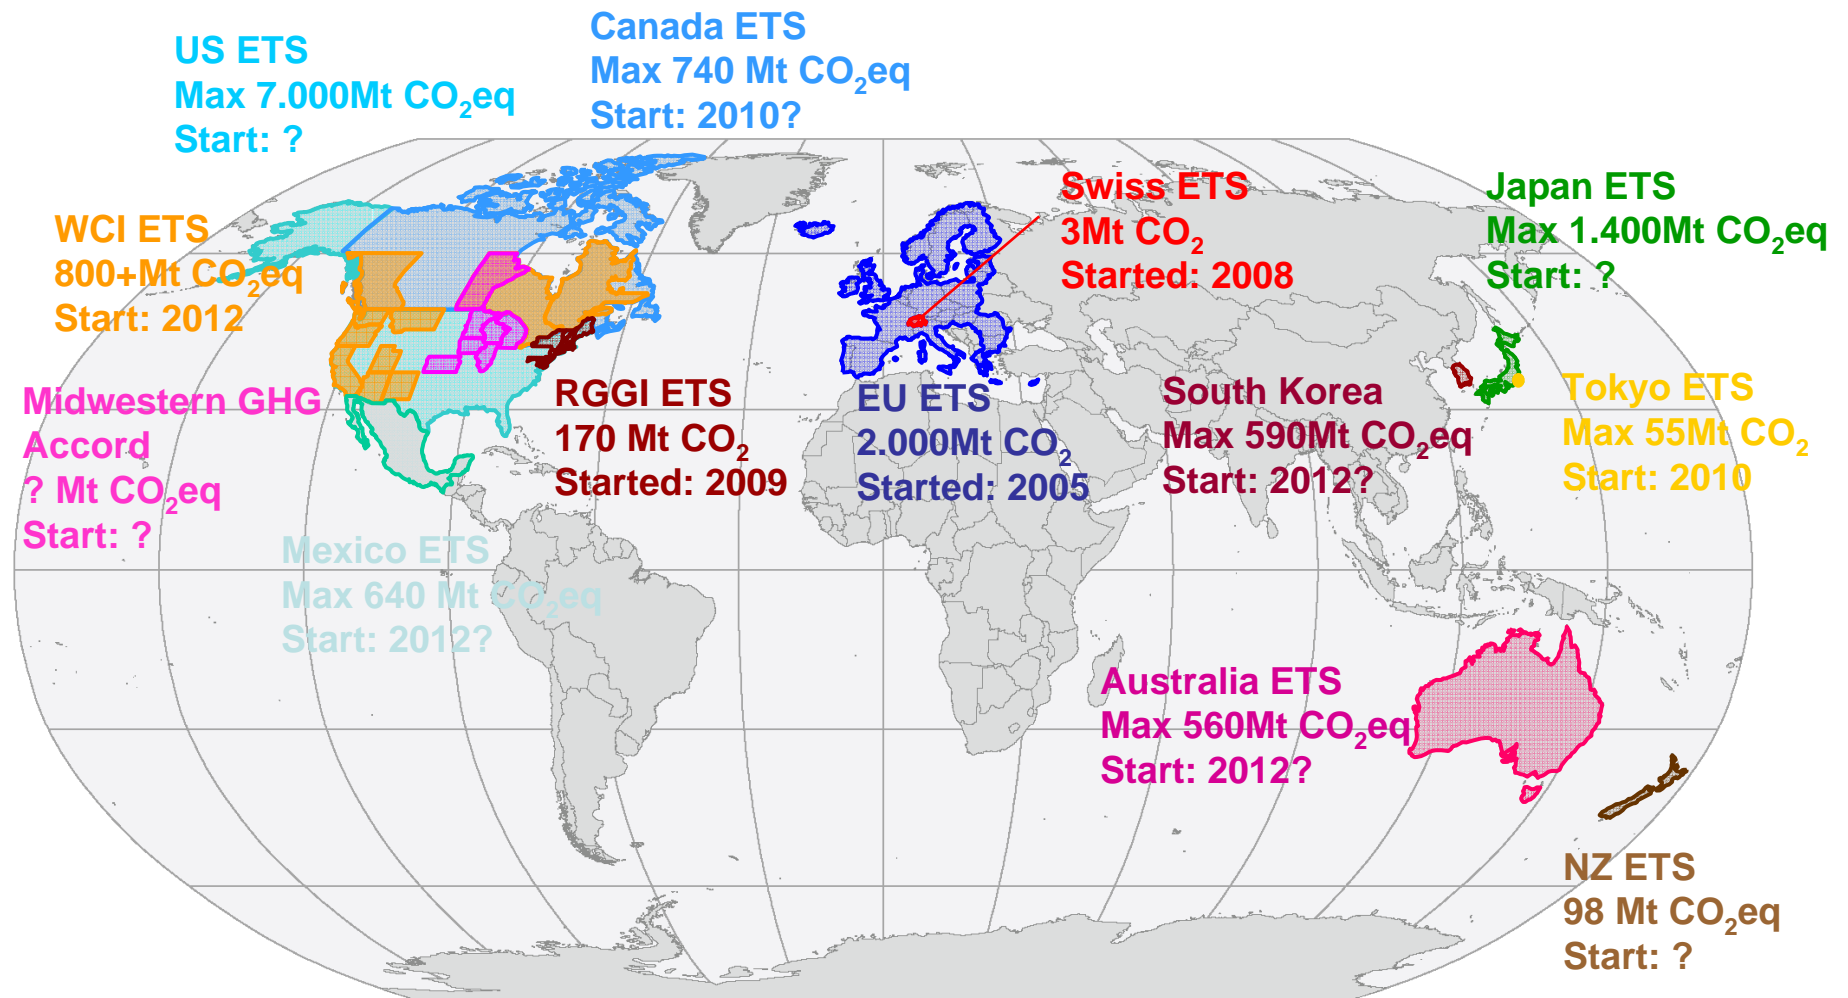 US ETS
Max 7.000Mt CO₂eq
Start: ?
Canada ETS
Max 740 Mt CO₂eq
Start: 2010?
WCI ETS
800+Mt CO₂eq
Start: 2012
Swiss ETS
3Mt CO₂
Started: 2008
Japan ETS
Max 1.400Mt CO₂eq
Start: ?
Midwestern GHG
Accord
? Mt CO₂eq
Start: ?
RGGI ETS
170 Mt CO₂
Started: 2009
EU ETS
2.000Mt CO₂
Started: 2005
South Korea
Max 590Mt CO₂eq
Start: 2012?
Tokyo ETS
Max 55Mt CO₂
Start: 2010
Mexico ETS
Max 640 Mt CO₂eq
Start: 2012?
Australia ETS
Max 560Mt CO₂eq
Start: 2012?
NZ ETS
98 Mt CO₂eq
Start: ?